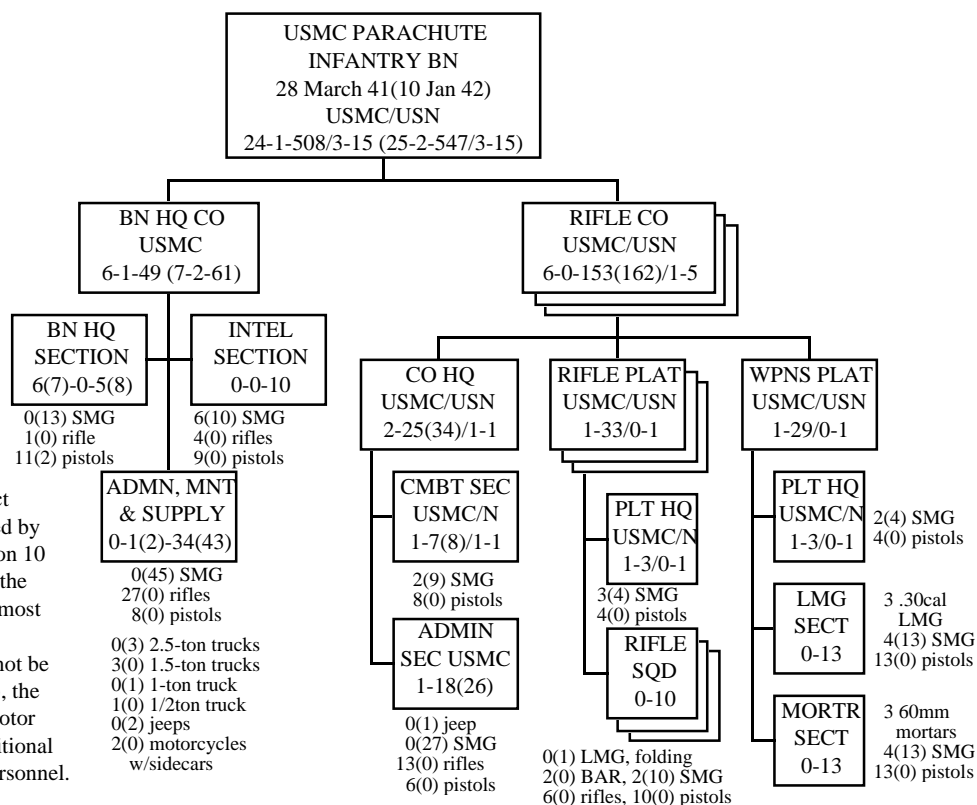 USMC PARACHUTE
INFANTRY BN
28 March 41(10 Jan 42)
USMC/USN
24-1-508/3-15 (25-2-547/3-15)
BN HQ CO
USMC
6-1-49 (7-2-61)
RIFLE CO
USMC/USN
6-0-153(162)/1-5
BN HQ
SECTION
6(7)-0-5(8)
0(13) SMG
1(0) rifle
11(2) pistols
INTEL
SECTION
0-0-10
6(10) SMG
4(0) rifles
9(0) pistols
ADMN, MNT
& SUPPLY
0-1(2)-34(43)
0(45) SMG
27(0) rifles
8(0) pistols
0(3) 2.5-ton trucks
3(0) 1.5-ton trucks
0(1) 1-ton truck
1(0) 1/2ton truck
0(2) jeeps
2(0) motorcycles
w/sidecars
CO HQ
USMC/USN
2-25(34)/1-1
CMBT SEC
USMC/N
1-7(8)/1-1
2(9) SMG
8(0) pistols
ADMIN
SEC USMC
1-18(26)
0(1) jeep
0(27) SMG
13(0) rifles
6(0) pistols
RIFLE PLAT
USMC/USN
1-33/0-1
PLT HQ
USMC/N
1-3/0-1
3(4) SMG
4(0) pistols
RIFLE
SQD
0-10
0(1) LMG, folding
2(0) BAR, 2(10) SMG
6(0) rifles, 10(0) pistols
WPNS PLAT
USMC/USN
1-29/0-1
PLT HQ
USMC/N
1-3/0-1
2(4) SMG
4(0) pistols
LMG
SECT
0-13
3 .30cal
LMG
4(13) SMG
13(0) pistols
MORTR
SECT
0-13
3 60mm
mortars
4(13) SMG
13(0) pistols
ct
ed by
on 10
the
most
not be
, the
otor
itional
rsonnel.